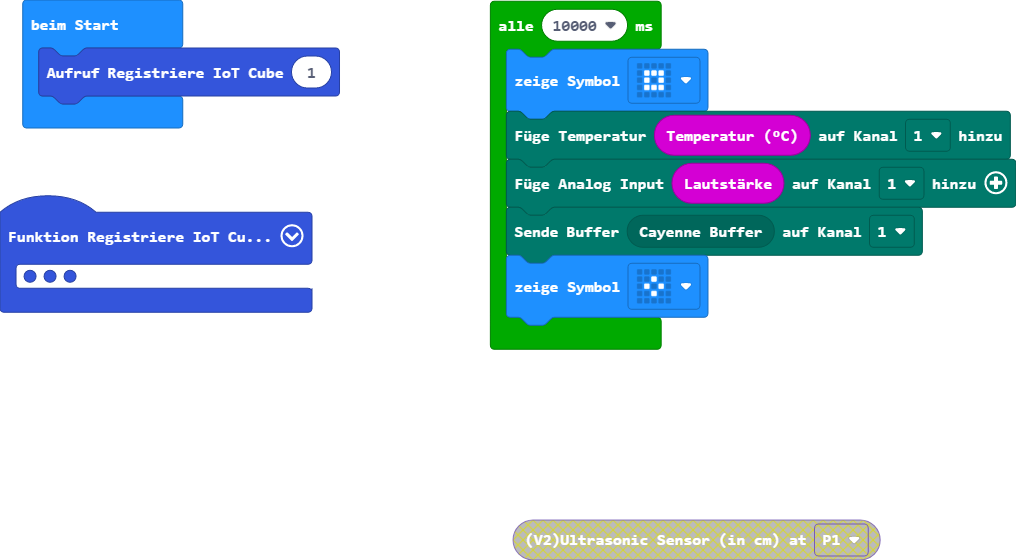 beim Start
Aufruf Registriere IoT Cube 1
Funktion Registriere IoT Cu...
alle 10000 ms
zeige Symbol
Füge Temperatur Temperatur (°C) auf Kanal 1 hinzu
Füge Analog Input Lautstärke auf Kanal 1 hinzu
Sende Buffer Cayenne Buffer auf Kanal 1
zeige Symbol
(V2)Ultrasonic Sensor (in cm) at P1